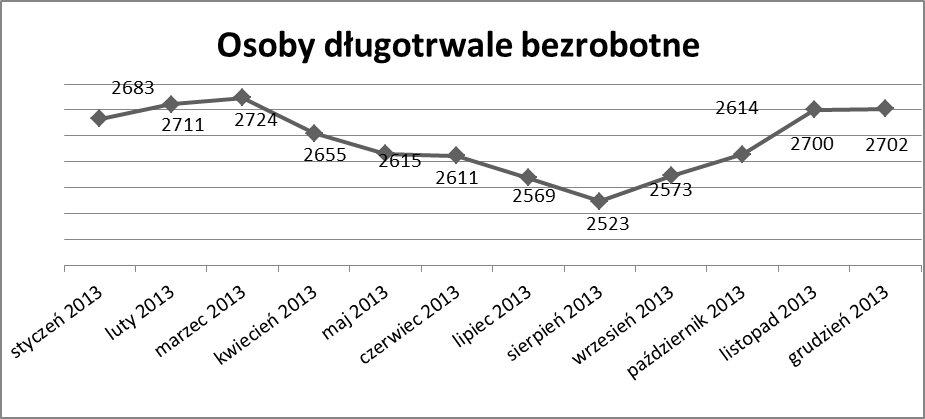 Osoby długotrwale bezrobotne
2683
2711
2724
2655
2615
2611
2569
2523
2573
2614
2700
2702
styczeń 2013
luty 2013
marzec 2013
kwiecień 2013
maj 2013
czerwiec 2013
lipiec 2013
sierpień 2013
wrzesień 2013
październik 2013
listopad 2013
grudzień 2013